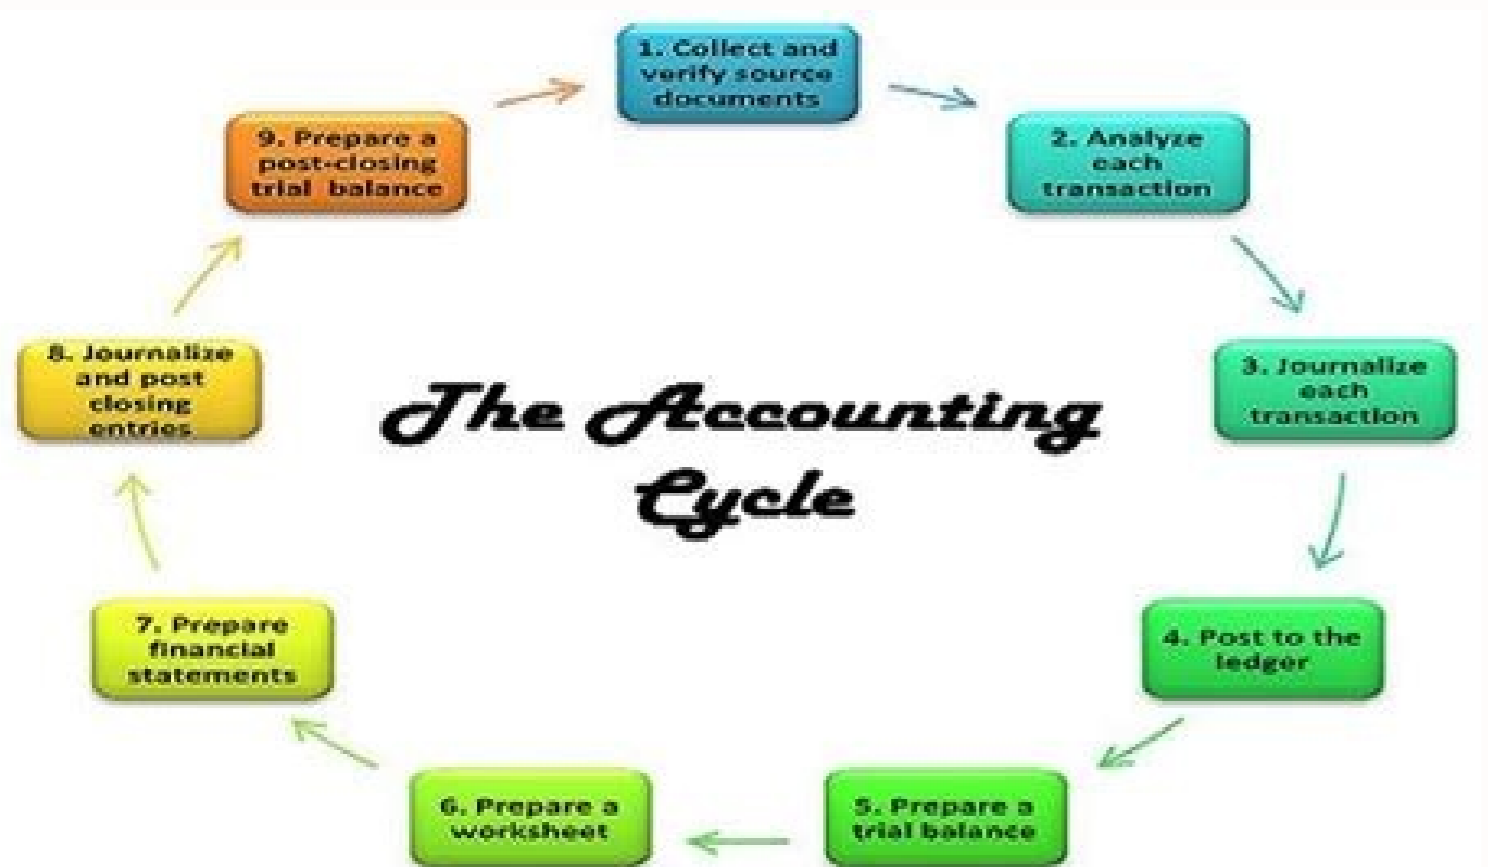 The Accounting
Cycle
1. Collect and
verify source
documents
2. Analyze
each
transaction
3. Journalize
each
transaction
4. Post to the
ledger
5. Prepare a
trial balance
6. Prepare a
worksheet
7. Prepare
financial
statements
8. Journalize
and post
closing
entries
9. Prepare a
post-closing
trial balance